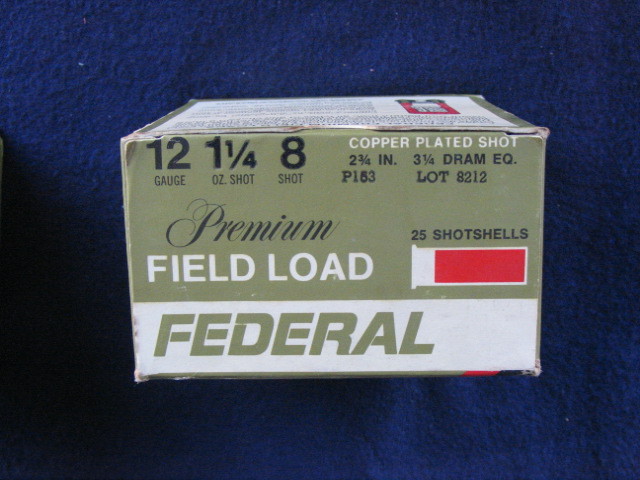 12 1¼ 8 COPPER PLATED SHOT
GAUGE OZ. SHOT SHOT 2¾ IN. 3¼ DRAM EQ.
P153 LOT 8212
Premium
25 SHOTSHELLS
FIELD LOAD
FEDERAL